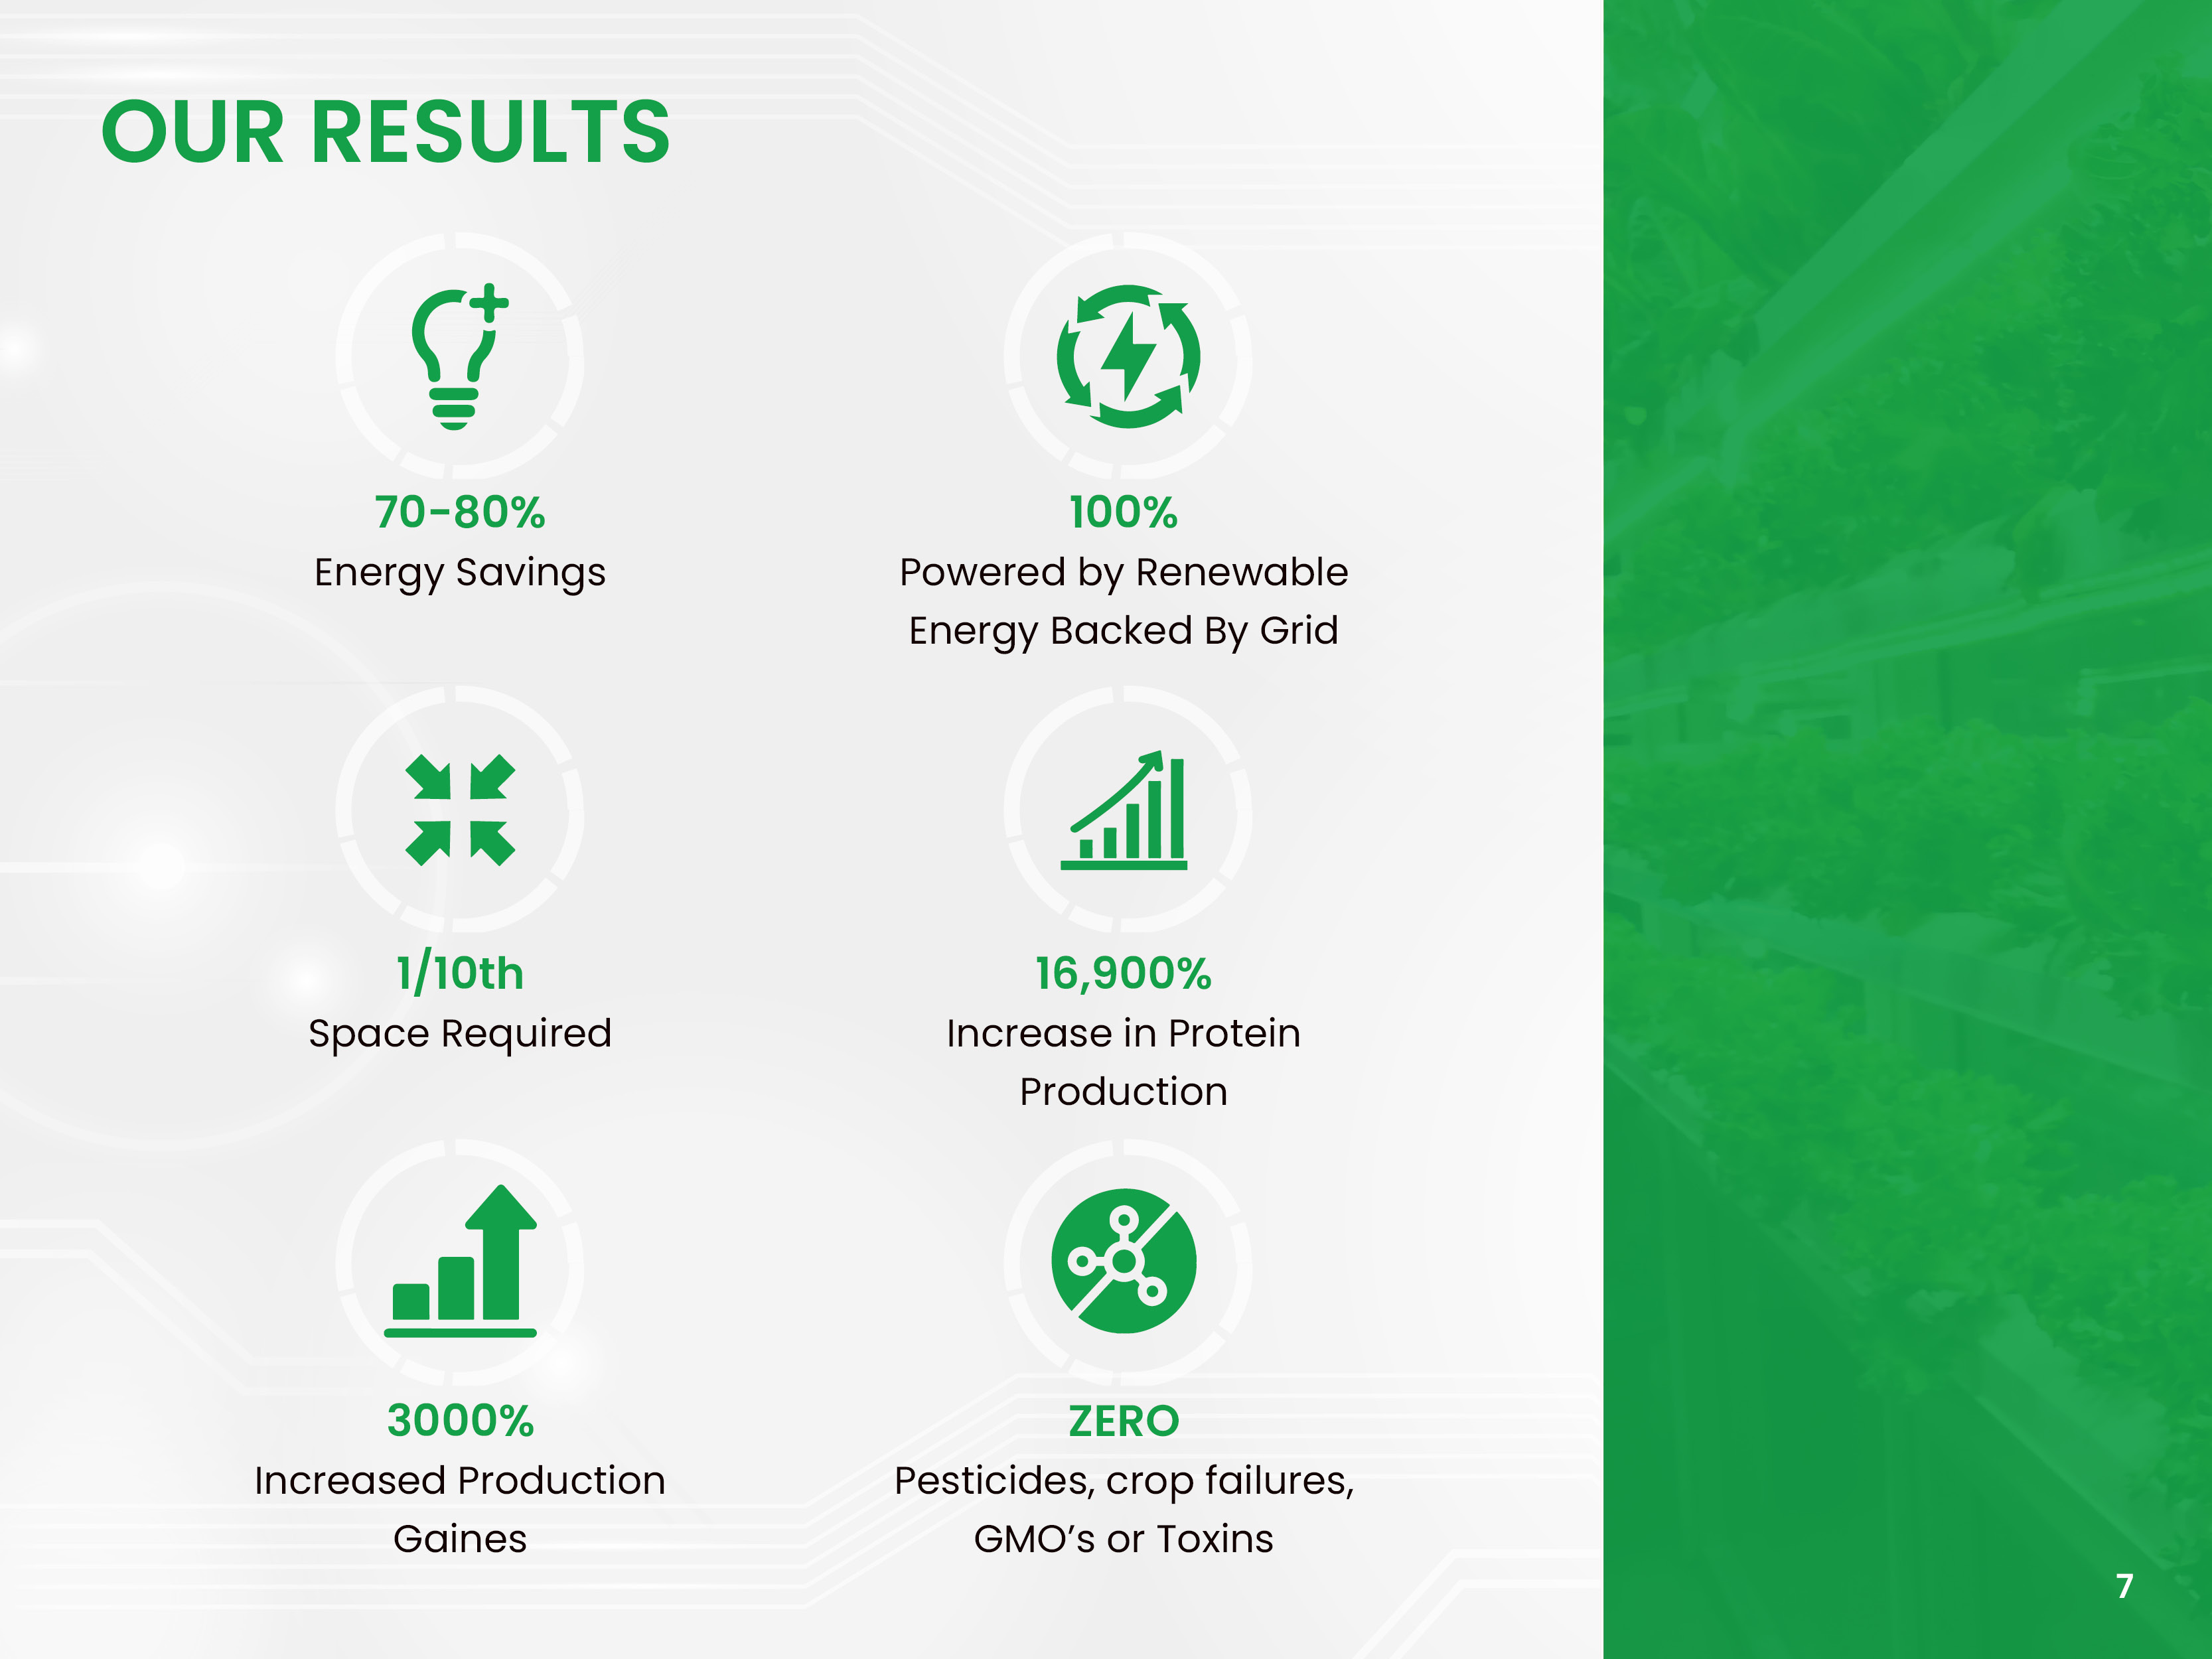 OUR RESULTS
70-80%
Energy Savings
100%
Powered by Renewable
Energy Backed By Grid
1/10th
Space Required
16,900%
Increase in Protein
Production
3000%
Increased Production
Gaines
ZERO
Pesticides, crop failures,
GMO’s or Toxins
7